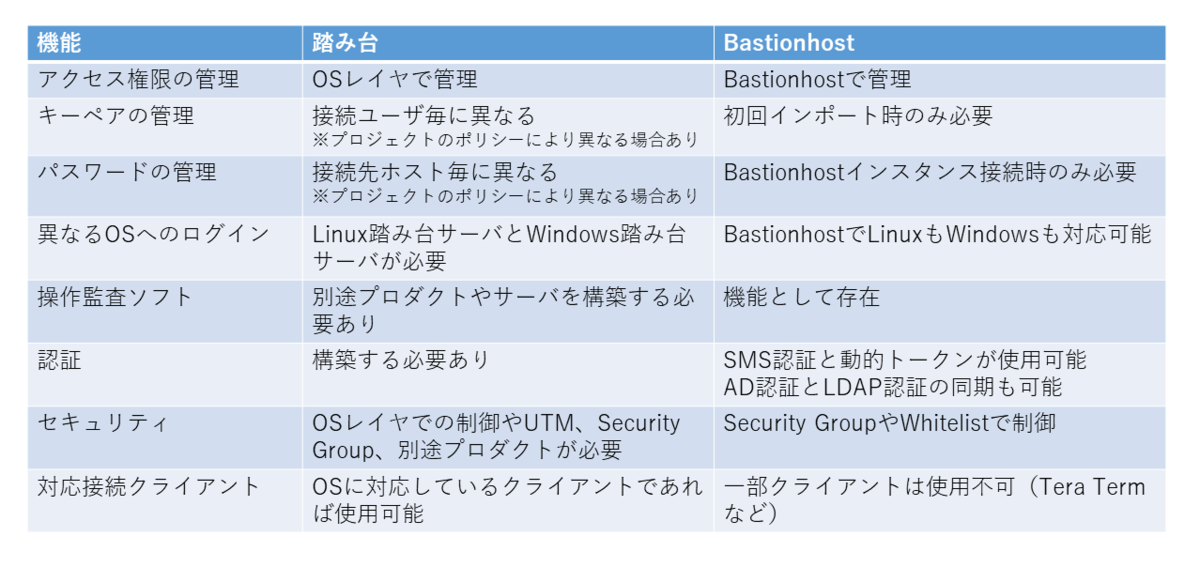 機能
踏み台
Bastionhost
アクセス権限の管理
OSレイヤで管理
Bastionhostで管理
キーペアの管理
接続ユーザ毎に異なる
※プロジェクトのポリシーにより異なる場合あり
初回インポート時のみ必要
パスワードの管理
接続先ホスト毎に異なる
※プロジェクトのポリシーにより異なる場合あり
Bastionhostインスタンス接続時のみ必要
異なるOSへのログイン
Linux踏み台サーバとWindows踏み台
サーバが必要
BastionhostでLinuxもWindowsも対応可能
操作監査ソフト
別途プロダクトやサーバを構築する必
要あり
機能として存在
認証
構築する必要あり
SMS認証と動的トークンが使用可能
AD認証とLDAP認証の同期も可能
セキュリティ
OSレイヤでの制御やUTM、Security
Group、別途プロダクトが必要
Security GroupやWhitelistで制御
対応接続クライアント
OSに対応しているクライアントであれ
ば使用可能
一部クライアントは使用不可（Tera Term
など）